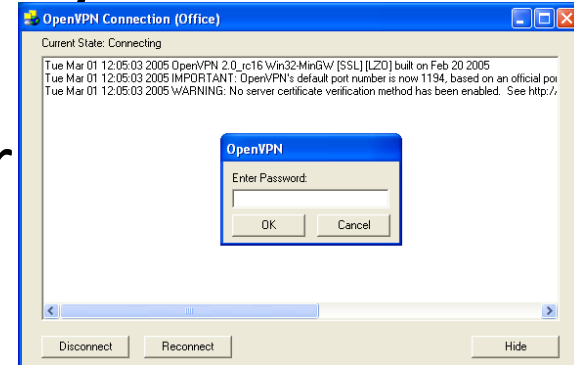 OpenVPN Connection (Office)
Current State: Connecting
Tue Mar 01 12:05:03 2005 OpenVPN 2.0_rc16 Win32-MinGW [SSL] [LZO] built on Feb 20 2005
Tue Mar 01 12:05:03 2005 IMPORTANT: OpenVPN's default port number is now 1194, based on an official
Tue Mar 01 12:05:03 2005 WARNING: No server certificate verification method has been enabled. See http:/
OpenVPN
Enter Password:
OK Cancel
Disconnect Reconnect Hide